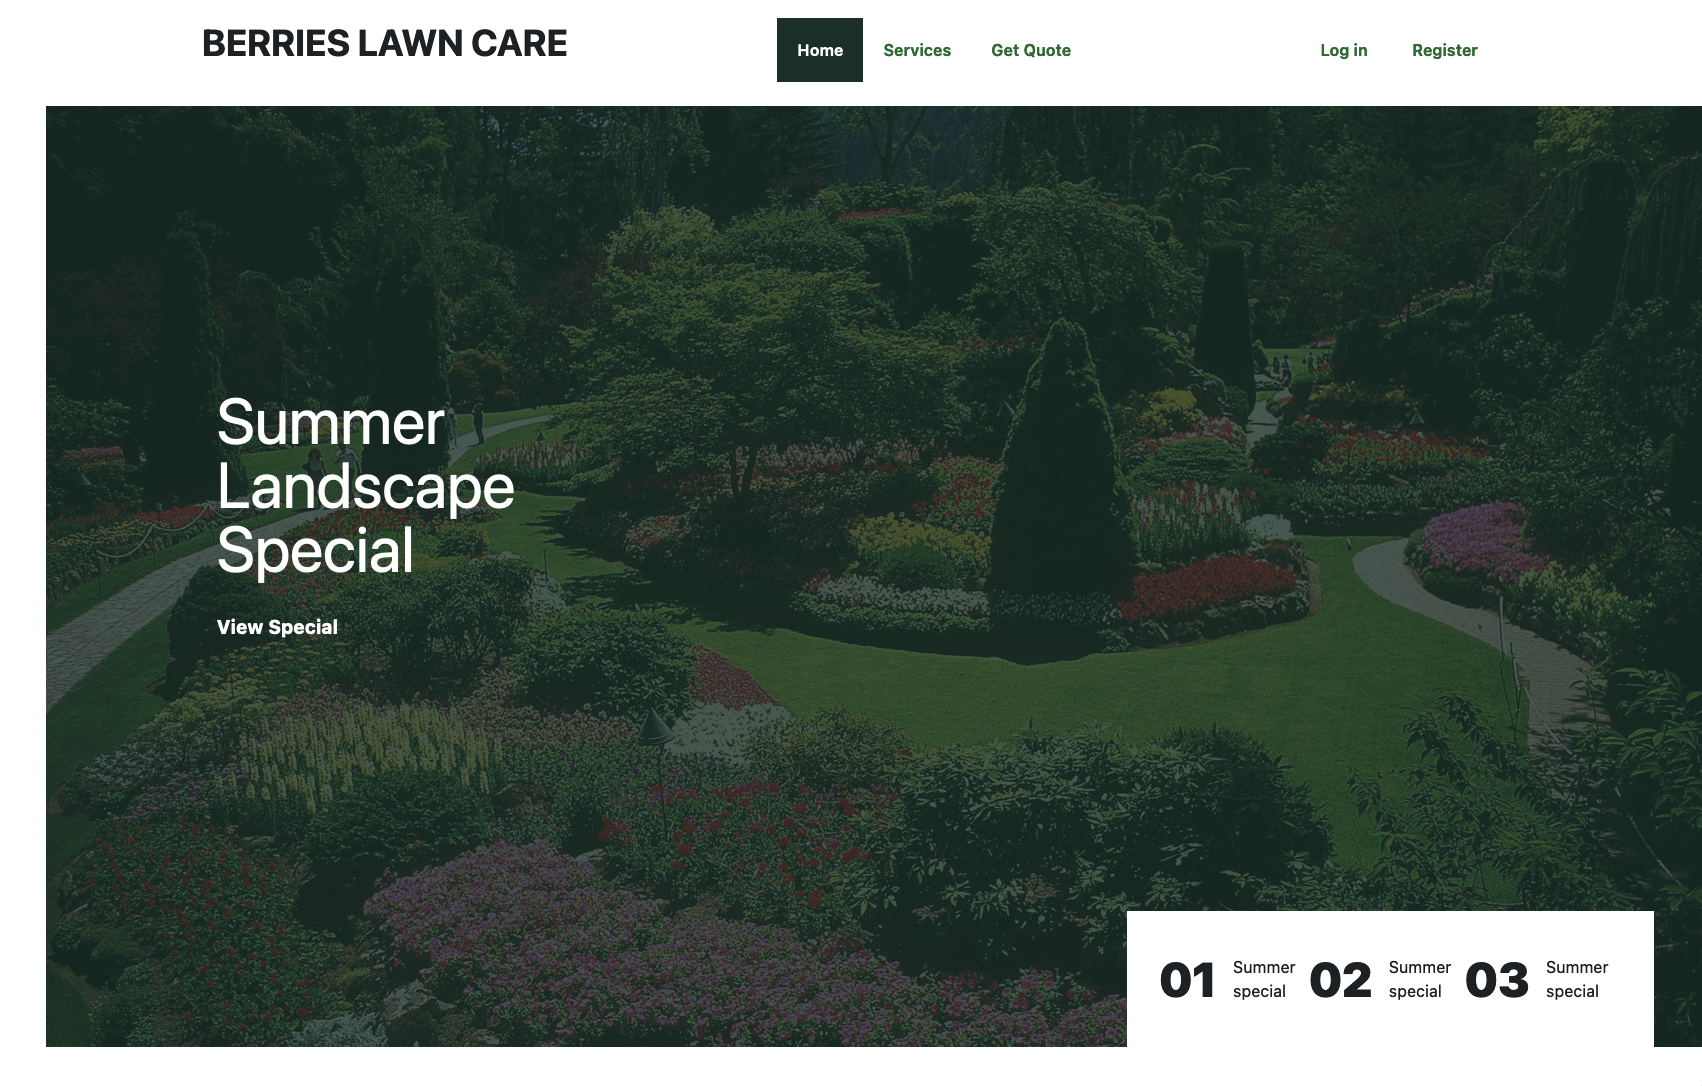 BERRIES LAWN CARE
Home Services Get Quote
Log in Register
Summer
Landscape
Special
View Special
01 Summer special
02 Summer special
03 Summer special